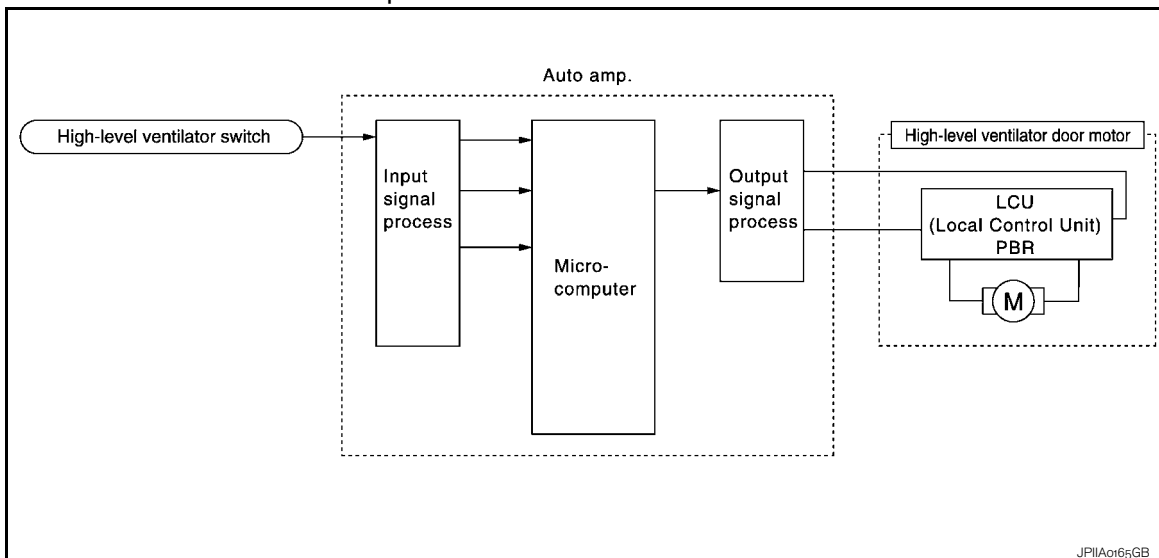 Auto amp.
High-level ventilator switch
Input
signal
process
Micro-
computer
Output
signal
process
High-level ventilator door motor
LCU
(Local Control Unit)
PBR
M
JPIIA0165GB